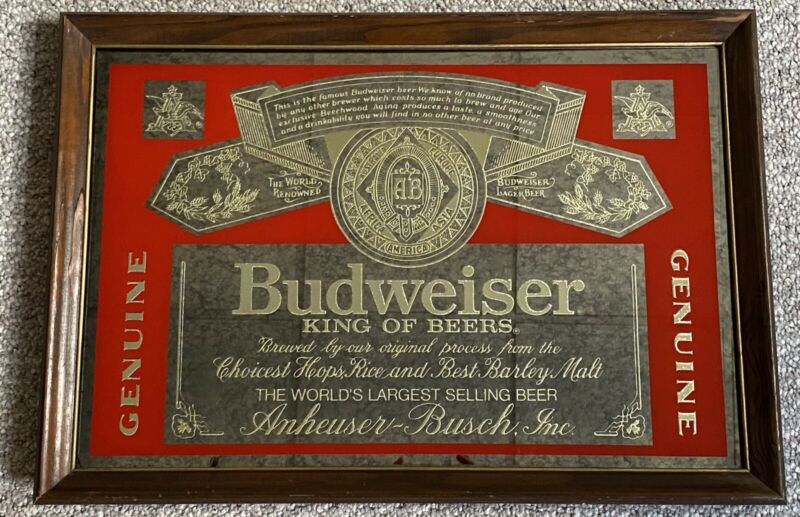 This is the famous Budweiser beer We know of no brand produced
by any other brewer which costs so much to brew and age Our
exclusive Beechwood Aging produces a taste, a smoothness
and a drinkability you will find in no other beer at any price
THE WORLD
RENOWNED
BUDWEISER
LAGER BEER
AB
ASIA
AMERICA
GENUINE
GENUINE
Budweiser
KING OF BEERS®
Brewed by our original process from the
Choicest Hops, Rice and Best Barley Malt
THE WORLD'S LARGEST SELLING BEER
Anheuser-Busch, Inc.